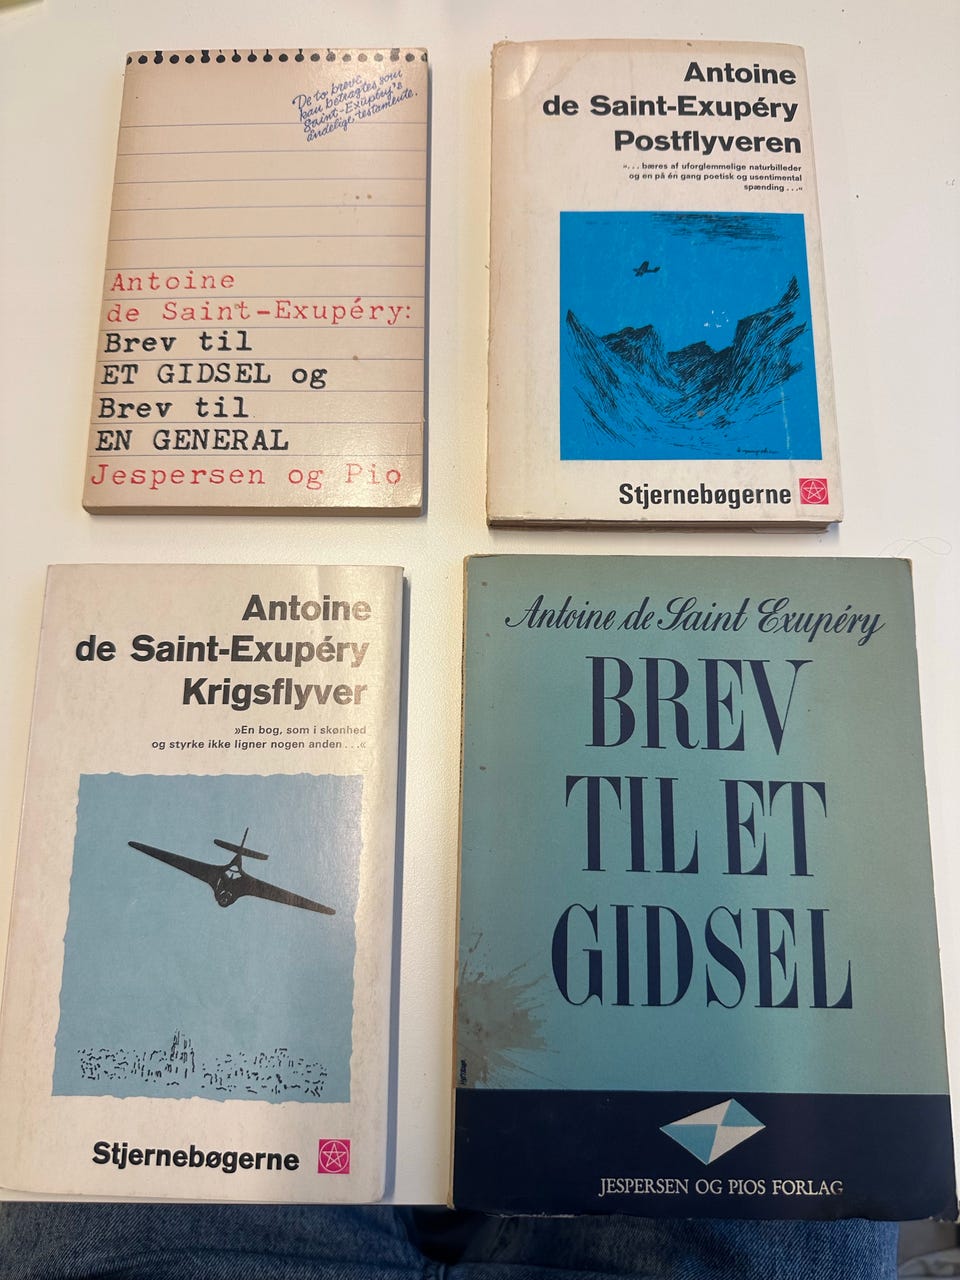 De to breve
kan betragtes som
Saint-Exupéry's
åndelige testamente.
Antoine
de Saint-Exupéry:
Brev til
ET GIDSEL og
Brev til
EN GENERAL
Jespersen og Pio
Antoine
de Saint-Exupéry
Postflyveren
»... bæres af uforglemmelige naturbilleder
og en på én gang poetisk og usentimental
spænding ...«
Stjernebøgerne
Antoine
de Saint-Exupéry
Krigsflyver
»En bog, som i skønhed
og styrke ikke ligner nogen anden ...«
Stjernebøgerne
Antoine de Saint Exupéry
BREV
TIL ET
GIDSEL
JESPERSEN OG PIOS FORLAG